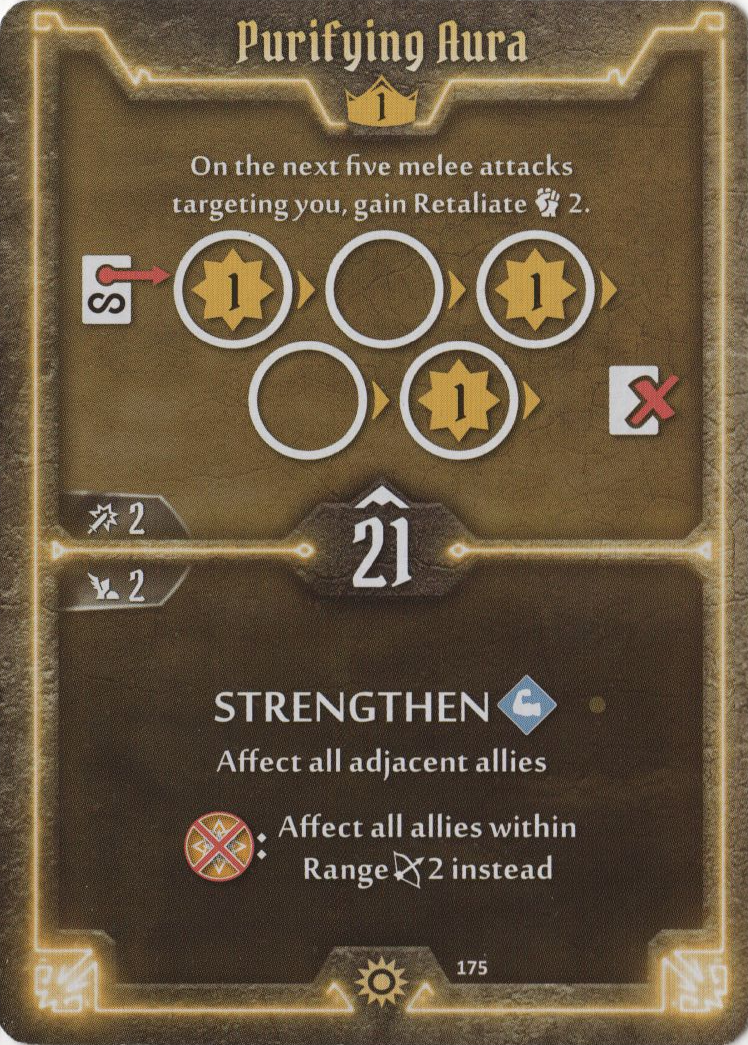 Purifying Aura
1
On the next five melee attacks
targeting you, gain Retaliate 2.
1 1
1
2
21
2
STRENGTHEN
Affect all adjacent allies
: Affect all allies within
Range 2 instead
175